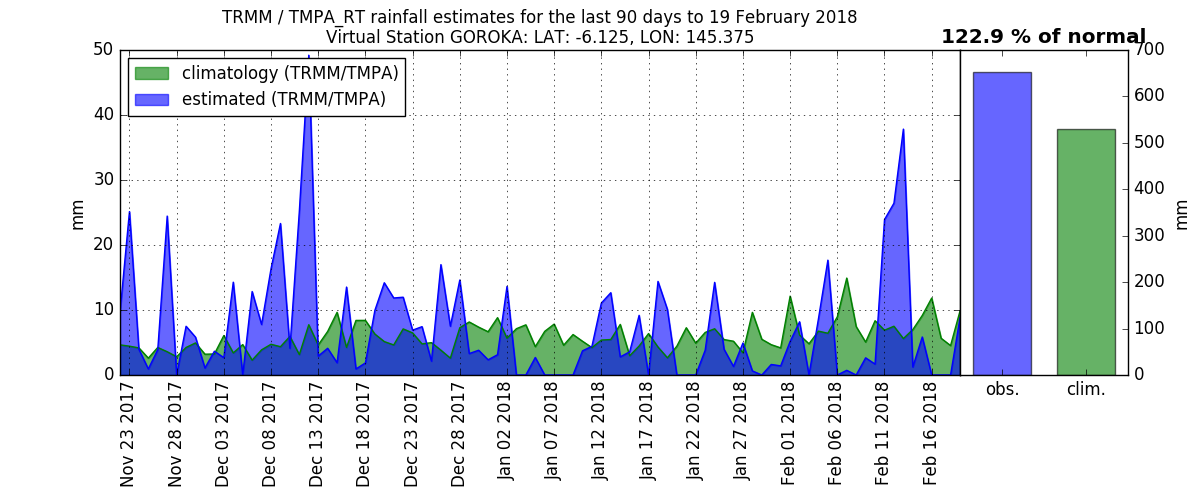 TRMM / TMPA_RT rainfall estimates for the last 90 days to 19 February 2018
Virtual Station GOROKA: LAT: -6.125, LON: 145.375
122.9 % of normal
climatology (TRMM/TMPA)
estimated (TRMM/TMPA)
50
40
30
20
10
0
mm
Nov 23 2017
Nov 28 2017
Dec 03 2017
Dec 08 2017
Dec 13 2017
Dec 18 2017
Dec 23 2017
Dec 28 2017
Jan 02 2018
Jan 07 2018
Jan 12 2018
Jan 17 2018
Jan 22 2018
Jan 27 2018
Feb 01 2018
Feb 06 2018
Feb 11 2018
Feb 16 2018
700
600
500
400
300
200
100
0
mm
obs.
clim.